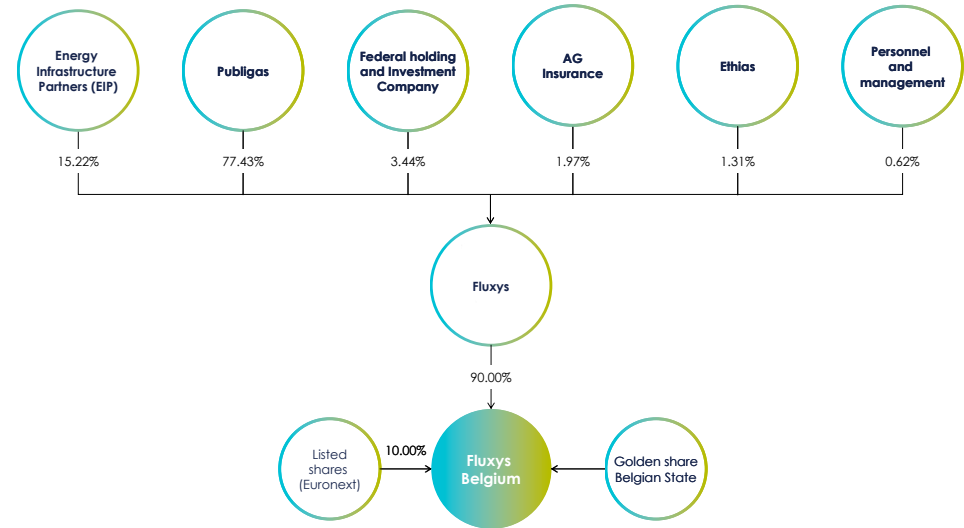 Energy
Infrastructure
Partners (EIP)
Publigas
Federal holding
and Investment
Company
AG
Insurance
Ethias
Personnel
and
management
15.22%
77.43%
3.44%
1.97%
1.31%
0.62%
Fluxys
90.00%
Listed
shares
(Euronext)
10.00%
Fluxys
Belgium
Golden share
Belgian State